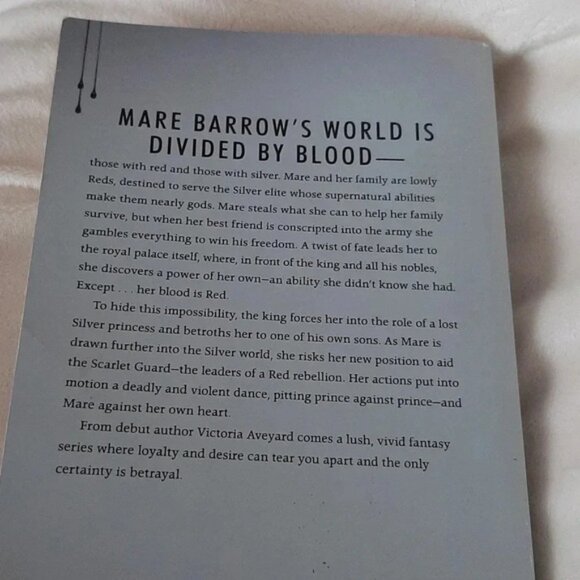 MARE BARROW'S WORLD IS
DIVIDED BY BLOOD—
those with red and those with silver. Mare and her family are lowly
Reds, destined to serve the Silver elite whose supernatural abilities
make them nearly gods. Mare steals what she can to help her family
survive, but when her best friend is conscripted into the army she
gambles everything to win his freedom. A twist of fate leads her to
the royal palace itself, where, in front of the king and all his nobles,
she discovers a power of her own—an ability she didn't know she had.
Except . . . her blood is Red.
To hide this impossibility, the king forces her into the role of a lost
Silver princess and betroths her to one of his own sons. As Mare is
drawn further into the Silver world, she risks her new position to aid
the Scarlet Guard—the leaders of a Red rebellion. Her actions put into
motion a deadly and violent dance, pitting prince against prince—and
Mare against her own heart.
From debut author Victoria Aveyard comes a lush, vivid fantasy
series where loyalty and desire can tear you apart and the only
certainty is betrayal.